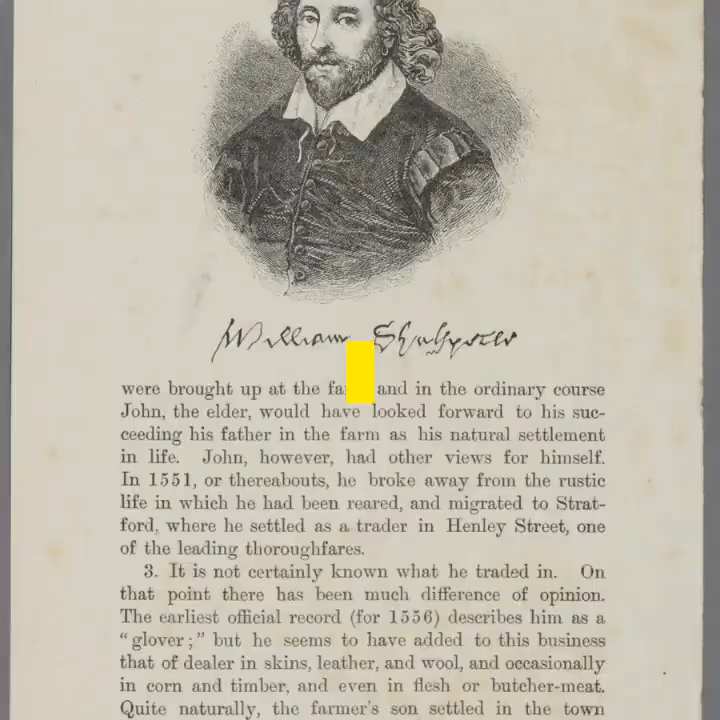 William
were brought up at the and in the ordinary course
John, the elder, would have looked forward to his suc-
ceeding his father in the farm as his natural settlement
in life. John, however, had other views for himself.
In 1551, or thereabouts, he broke away from the rustic
life in which he had been reared, and migrated to Strat-
ford, where he settled as a trader in Henley Street, one
of the leading thoroughfares.
3. It is not certainly known what he traded in. On
that point there has been much difference of opinion.
The earliest official record (for 1556) describes him as a
“glover;” but he seems to have added to this business
that of dealer in skins, leather, and wool, and occasionally
in corn and timber, and even in flesh or butcher-meat.
Quite naturally, the farmer's son settled in the town